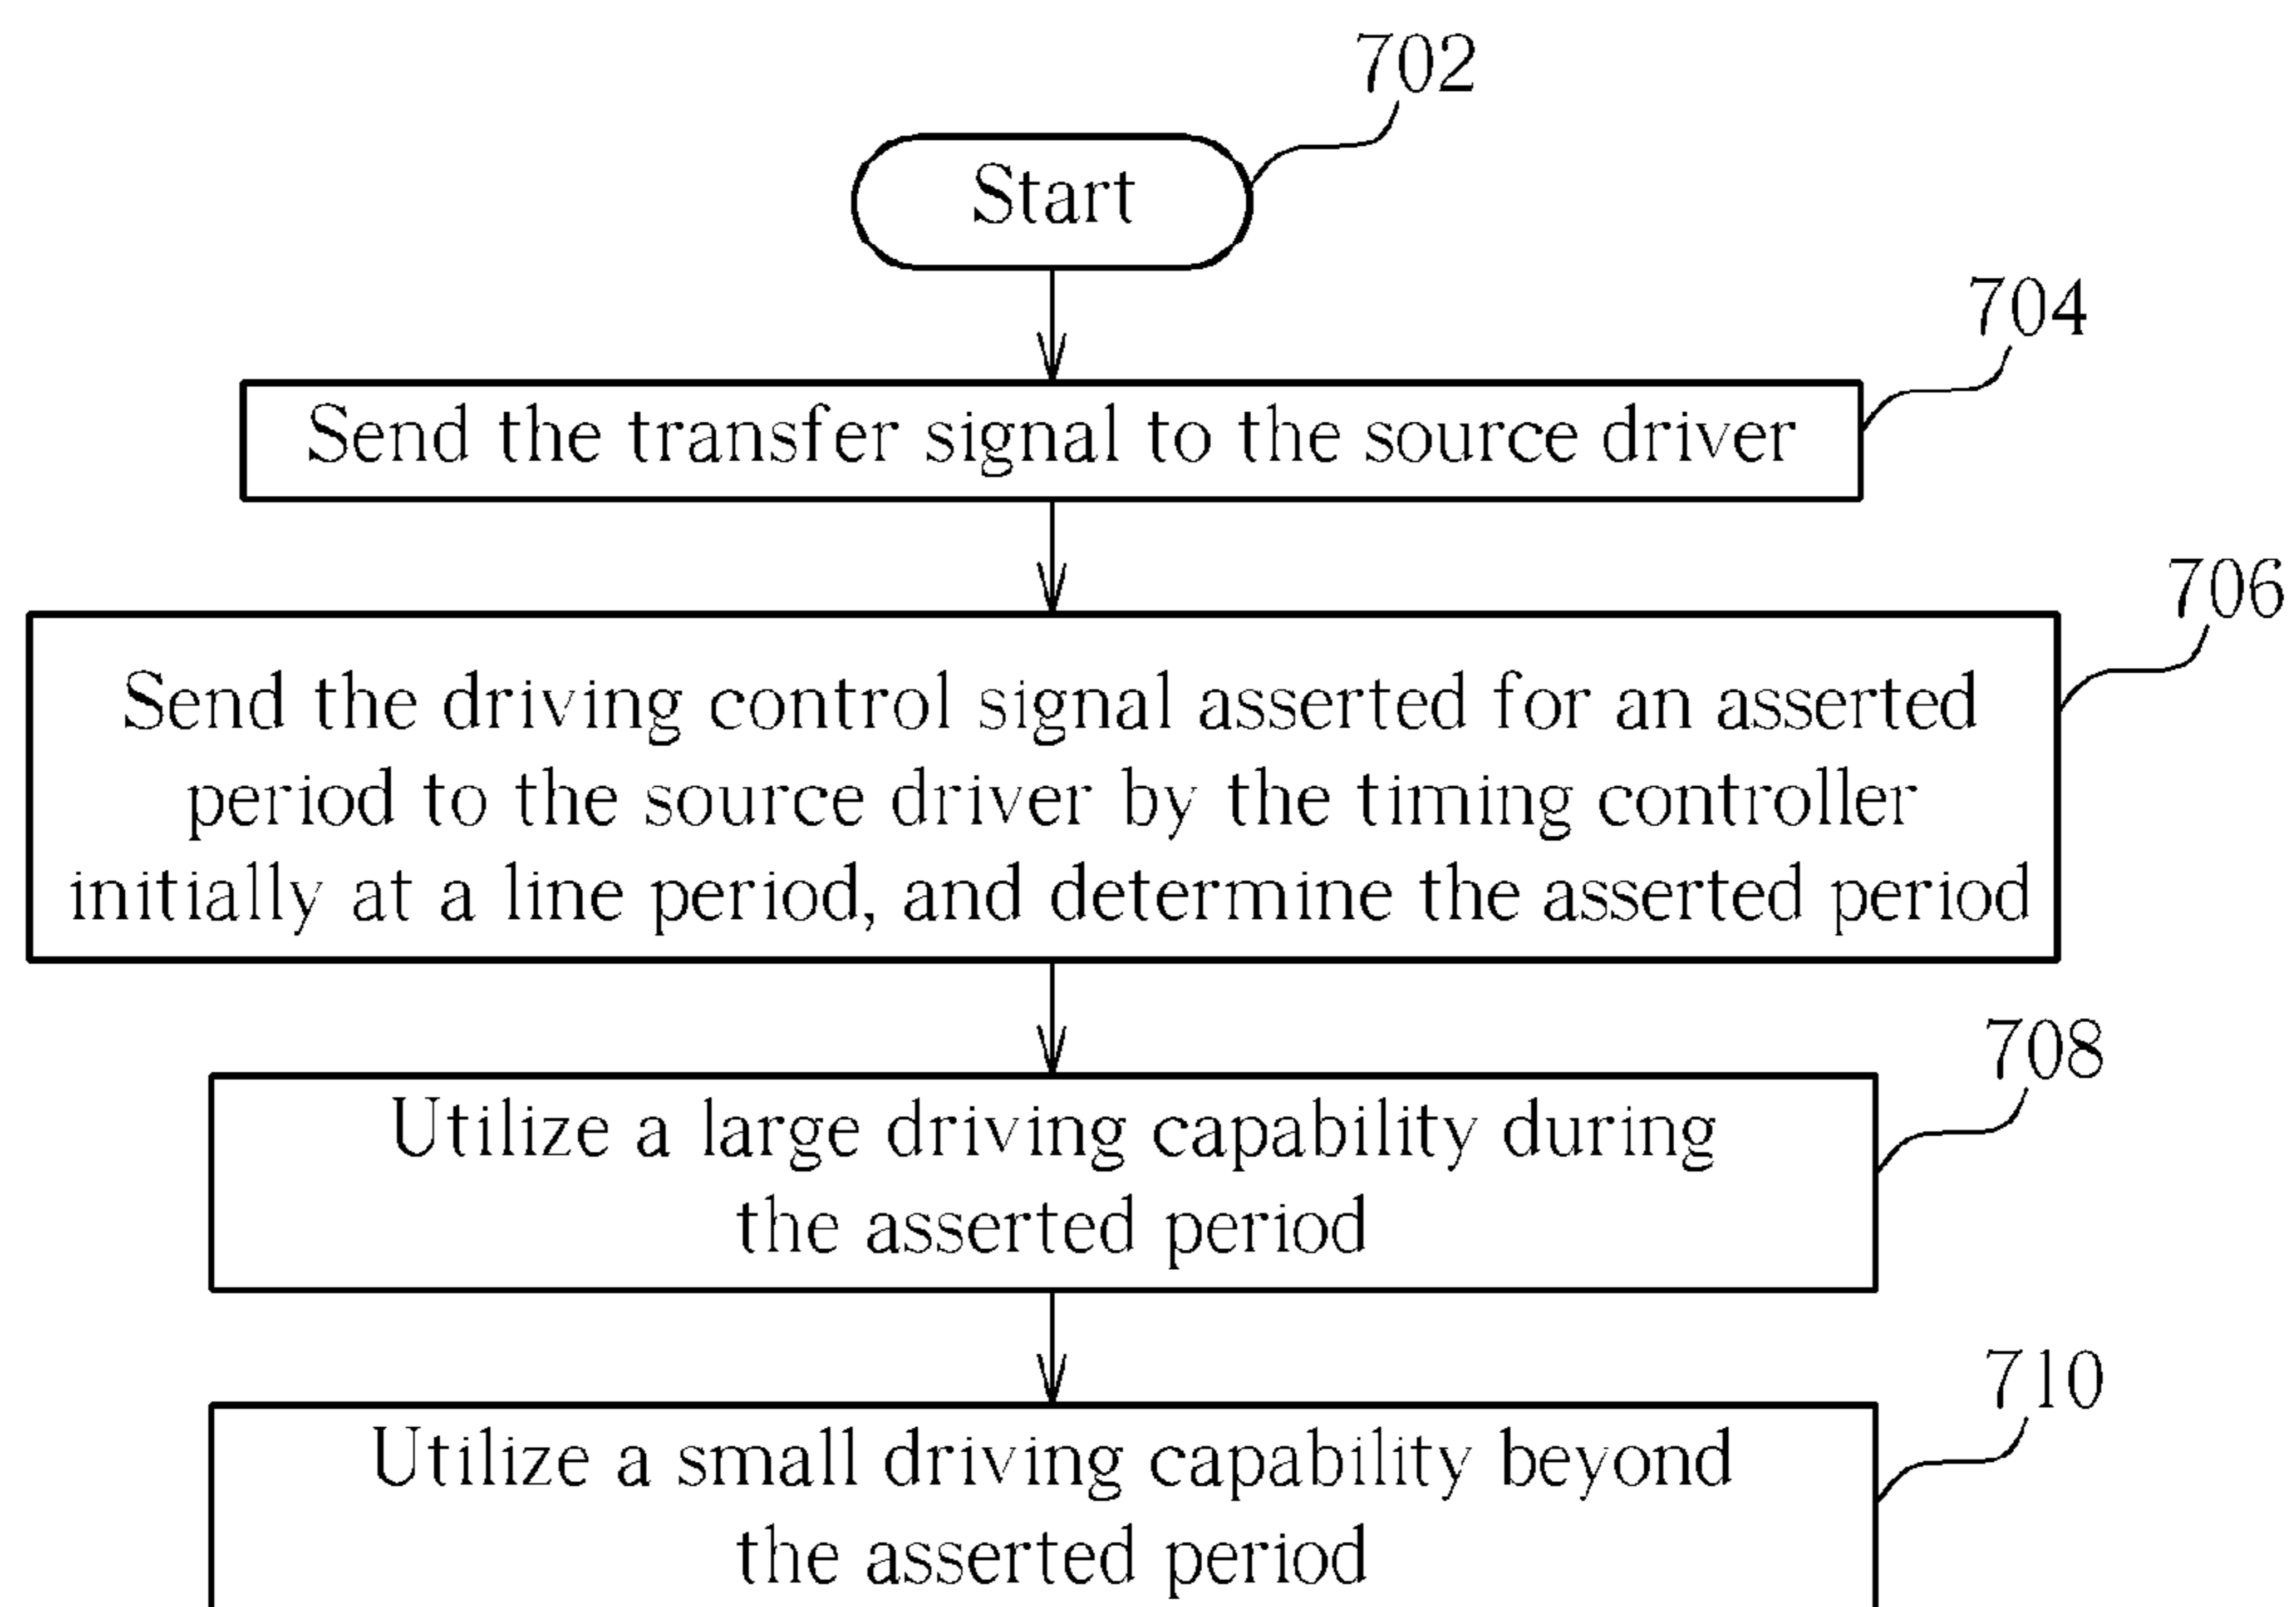 702
Start
704
Send the transfer signal to the source driver
706
Send the driving control signal asserted for an asserted
period to the source driver by the timing controller
initially at a line period, and determine the asserted period
708
Utilize a large driving capability during
the asserted period
710
Utilize a small driving capability beyond
the asserted period